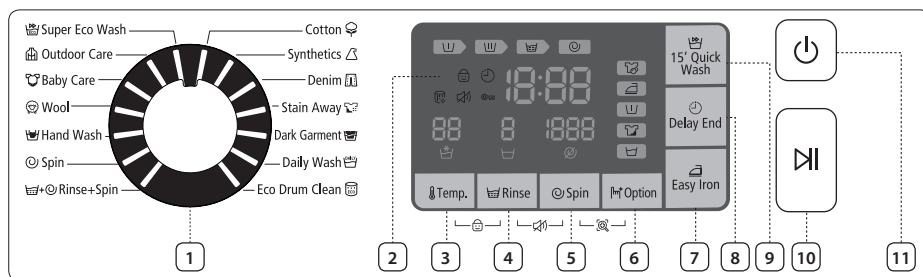 Super Eco Wash
Outdoor Care
Baby Care
Wool
Hand Wash
Spin
+ Rinse+Spin
Cotton
Synthetics
Denim
Stain Away
Dark Garment
Daily Wash
Eco Drum Clean
18:88
88 8 1888
Temp.
Rinse
Spin
Option
15' Quick
Wash
Delay End
Easy Iron
1
2
3
4
5
6
7
8
9
10
11